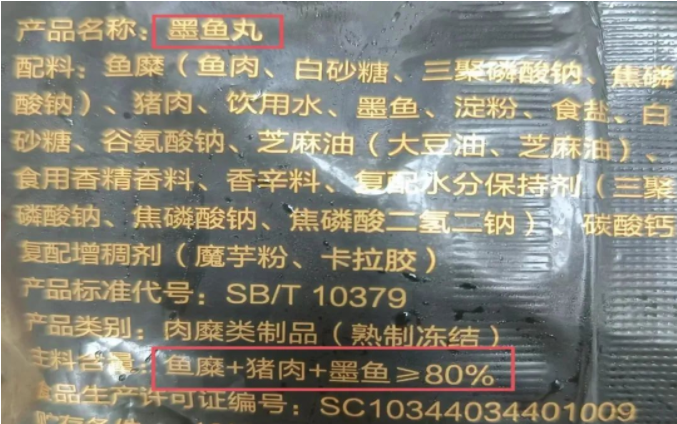 产品名称：墨鱼丸
配料：鱼糜（鱼肉、白砂糖、三聚磷酸钠、焦磷
酸钠）、猪肉、饮用水、墨鱼、淀粉、食盐、白
砂糖、谷氨酸钠、芝麻油（大豆油、芝麻油）、
食用香精香料、香辛料、复配水分保持剂（三聚
磷酸钠、焦磷酸钠、焦磷酸二氢二钠）、碳酸钙
复配增稠剂（魔芋粉、卡拉胶）
产品标准代号：SB/T 10379
产品类别：肉糜类制品（熟制冻结）
主料含量：鱼糜+猪肉+墨鱼≥80%
食品生产许可证编号：SC10344034401009
贮存条件